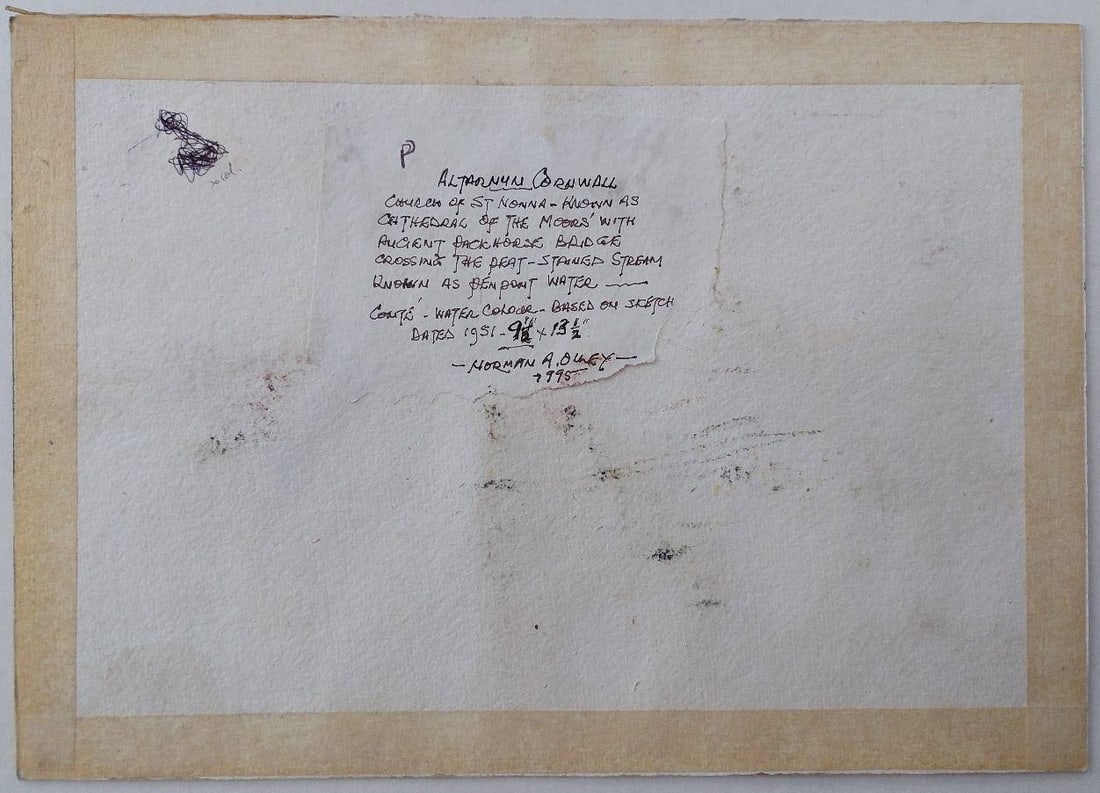 P
ALTARNUN CORNWALL
CHURCH OF ST NONNA - KNOWN AS
CATHEDRAL OF THE MOORS' WITH
ANCIENT PACKHORSE BRIDGE
CROSSING THE PEAT-STAINED STREAM
KNOWN AS PENPONT WATER
CONTÉ - WATER COLOUR - BASED ON SKETCH
DATED 1951 - 9½" x 13½"
- NORMAN A. OLLEY -
1995